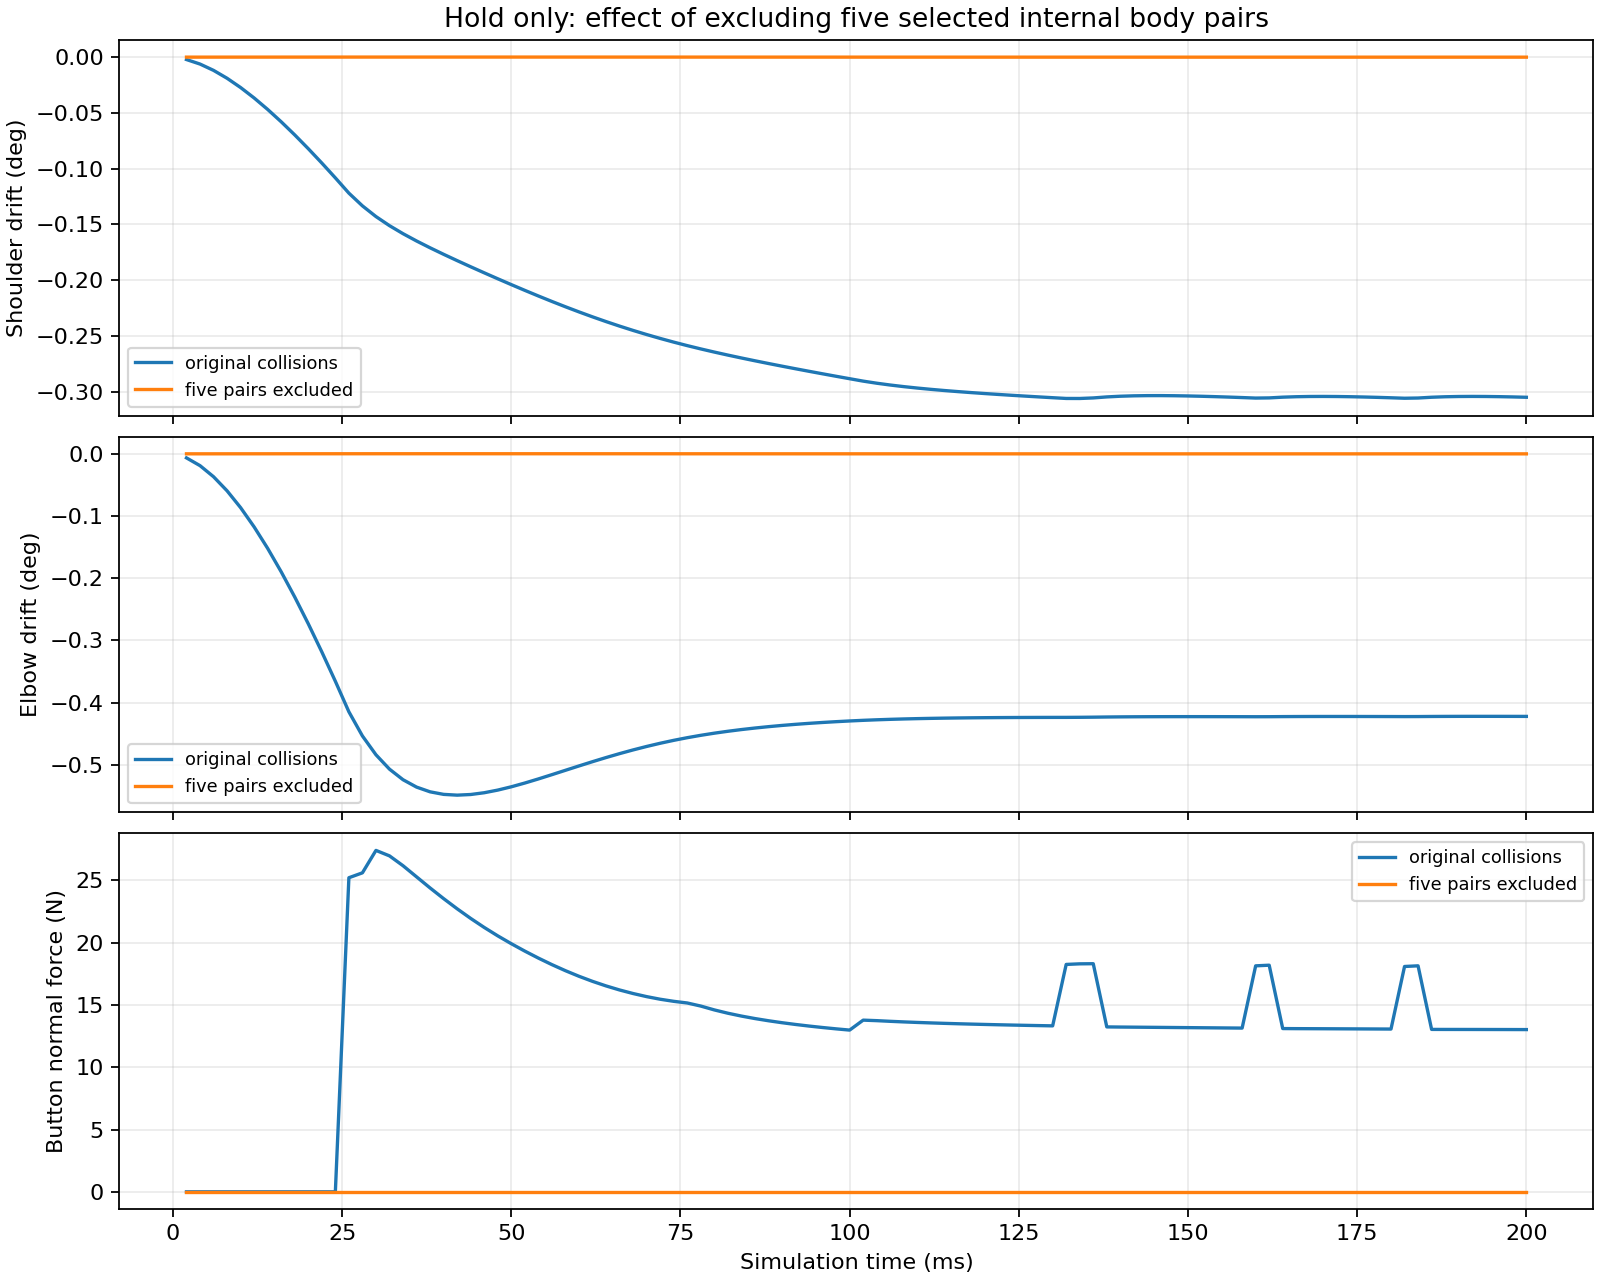 Hold only: effect of excluding five selected internal body pairs
Shoulder drift (deg)
0.00
−0.05
−0.10
−0.15
−0.20
−0.25
−0.30
original collisions
five pairs excluded
Elbow drift (deg)
0.0
−0.1
−0.2
−0.3
−0.4
−0.5
original collisions
five pairs excluded
Button normal force (N)
25
20
15
10
5
0
original collisions
five pairs excluded
0 25 50 75 100 125 150 175 200
Simulation time (ms)